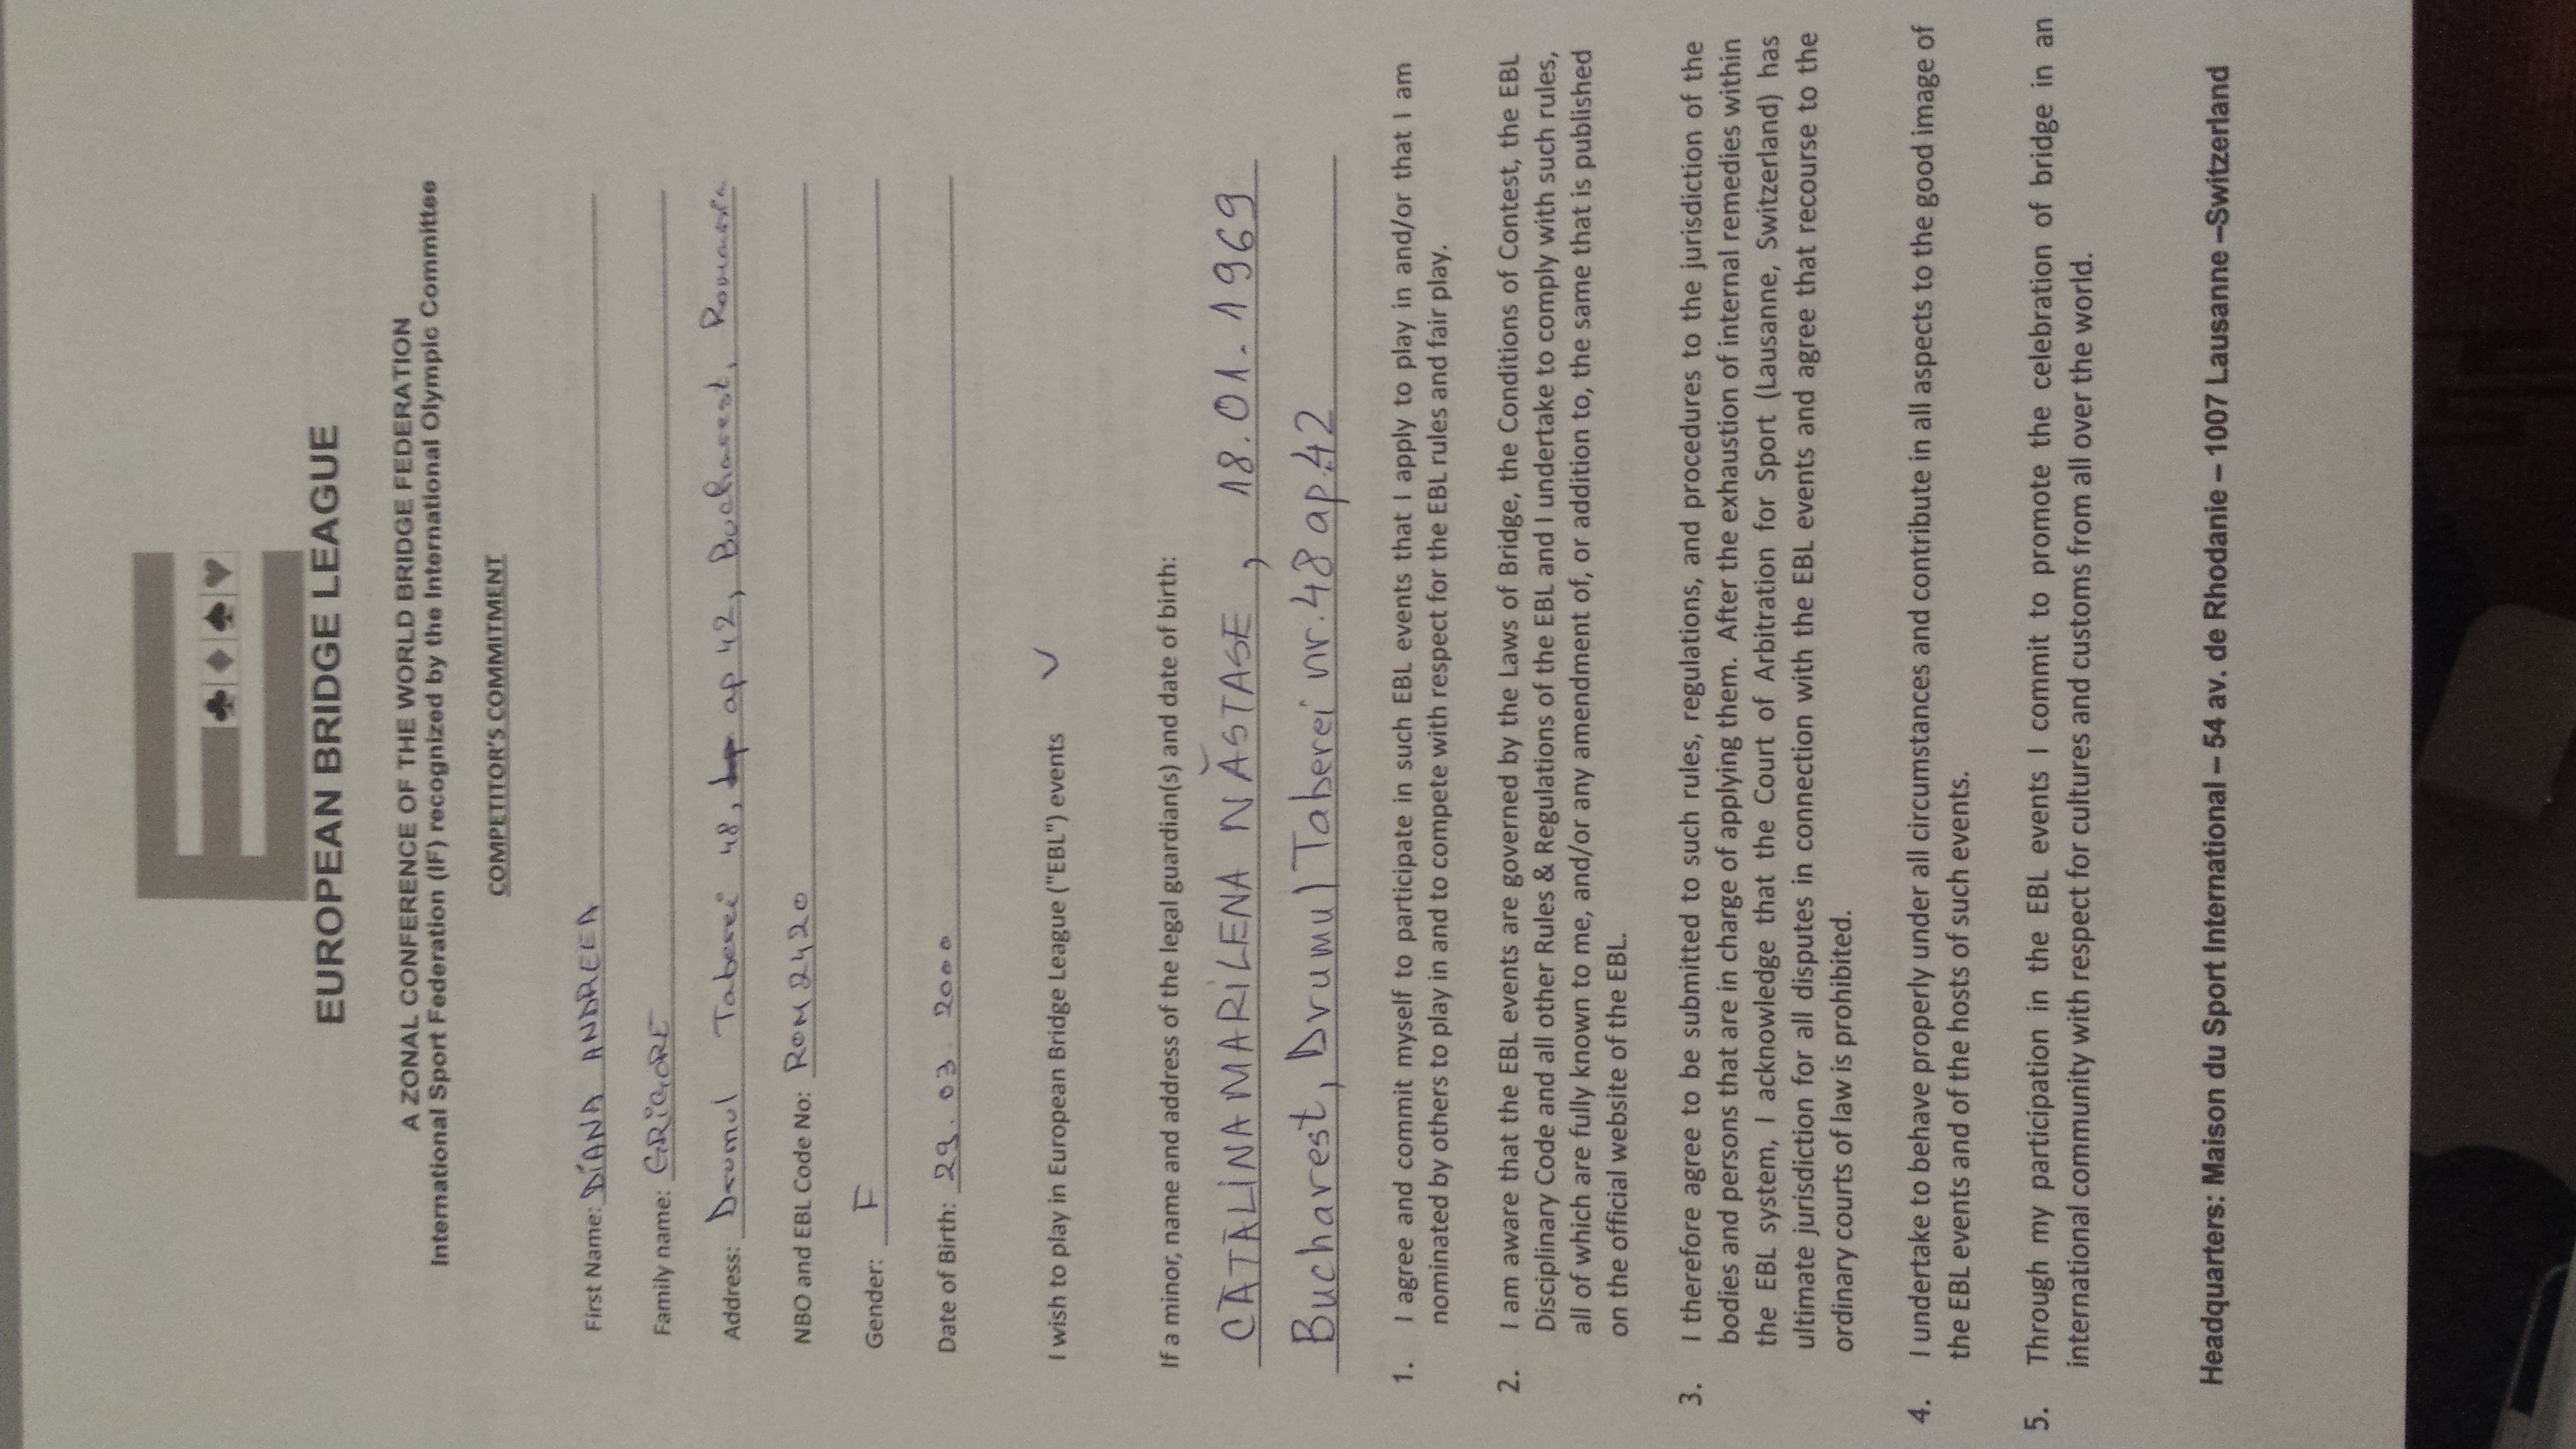 EUROPEAN BRIDGE LEAGUE
A ZONAL CONFERENCE OF THE WORLD BRIDGE FEDERATION
International Sport Federation (IF) recognized by the International Olympic Committee
COMPETITOR'S COMMITMENT
First Name: DIANA ANDREEA
Family name: GRIGORE
Address: Drumul Taberei 48, ap 42, Bucharest, Romania
NBO and EBL Code No: ROM 2420
Gender: F
Date of Birth: 29. 03. 2000
I wish to play in European Bridge League ("EBL") events ✓
If a minor, name and address of the legal guardian(s) and date of birth:
CĂTĂLINA MARILENA NĂSTASE, 18.01.1969
Bucharest, Drumul Taberei nr.48 ap.42
1. I agree and commit myself to participate in such EBL events that I apply to play in and/or that I am
nominated by others to play in and to compete with respect for the EBL rules and fair play.
2. I am aware that the EBL events are governed by the Laws of Bridge, the Conditions of Contest, the EBL
Disciplinary Code and all other Rules & Regulations of the EBL and I undertake to comply with such rules,
all of which are fully known to me, and/or any amendment of, or addition to, the same that is published
on the official website of the EBL.
3. I therefore agree to be submitted to such rules, regulations, and procedures to the jurisdiction of the
bodies and persons that are in charge of applying them. After the exhaustion of internal remedies within
the EBL system, I acknowledge that the Court of Arbitration for Sport (Lausanne, Switzerland) has
ultimate jurisdiction for all disputes in connection with the EBL events and agree that recourse to the
ordinary courts of law is prohibited.
4. I undertake to behave properly under all circumstances and contribute in all aspects to the good image of
the EBL events and of the hosts of such events.
5. Through my participation in the EBL events I commit to promote the celebration of bridge in an
international community with respect for cultures and customs from all over the world.
Headquarters: Maison du Sport International – 54 av. de Rhodanie – 1007 Lausanne –Switzerland